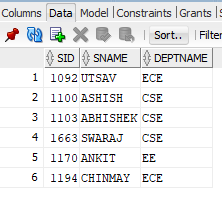 Columns Data Model Constraints Grants
Sort.. Filter
SID SNAME DEPTNAME
1 1092 UTSAV ECE
2 1100 ASHISH CSE
3 1103 ABHISHEK CSE
4 1663 SWARAJ CSE
5 1170 ANKIT EE
6 1194 CHINMAY ECE